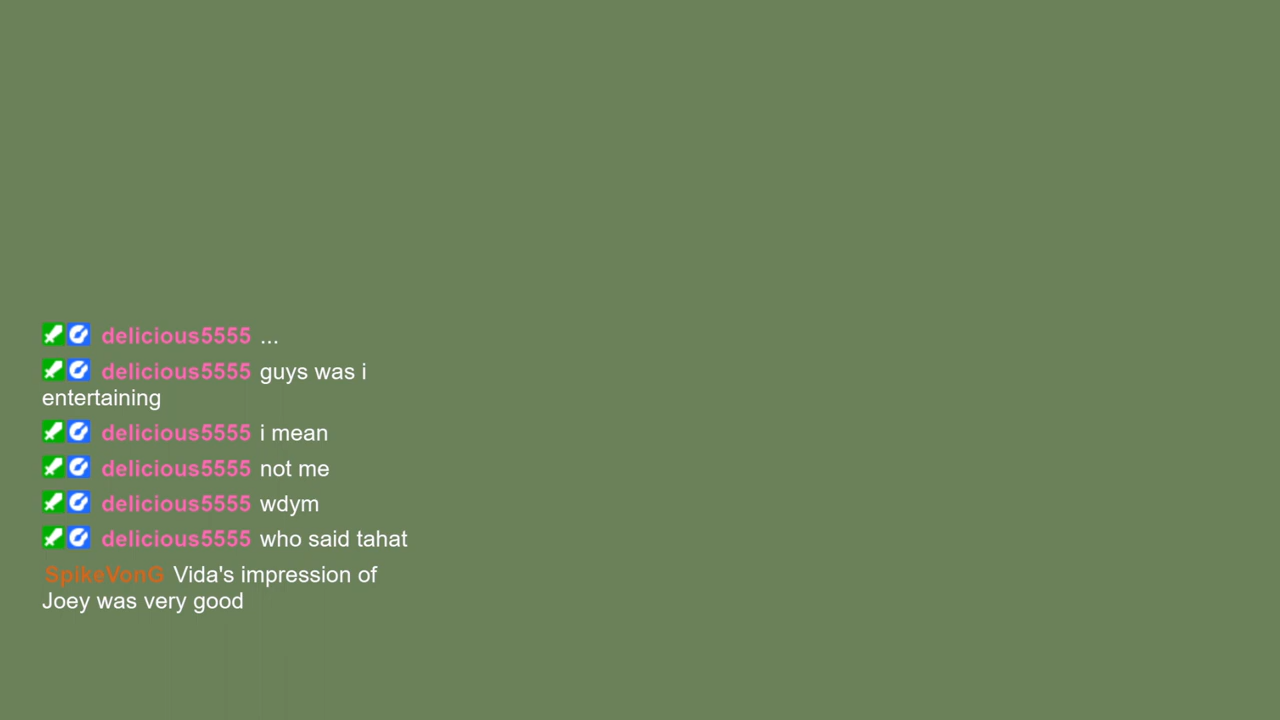 delicious5555 ...
delicious5555 guys was i
entertaining
delicious5555 i mean
delicious5555 not me
delicious5555 wdym
delicious5555 who said tahat
SpikeVonG Vida's impression of
Joey was very good